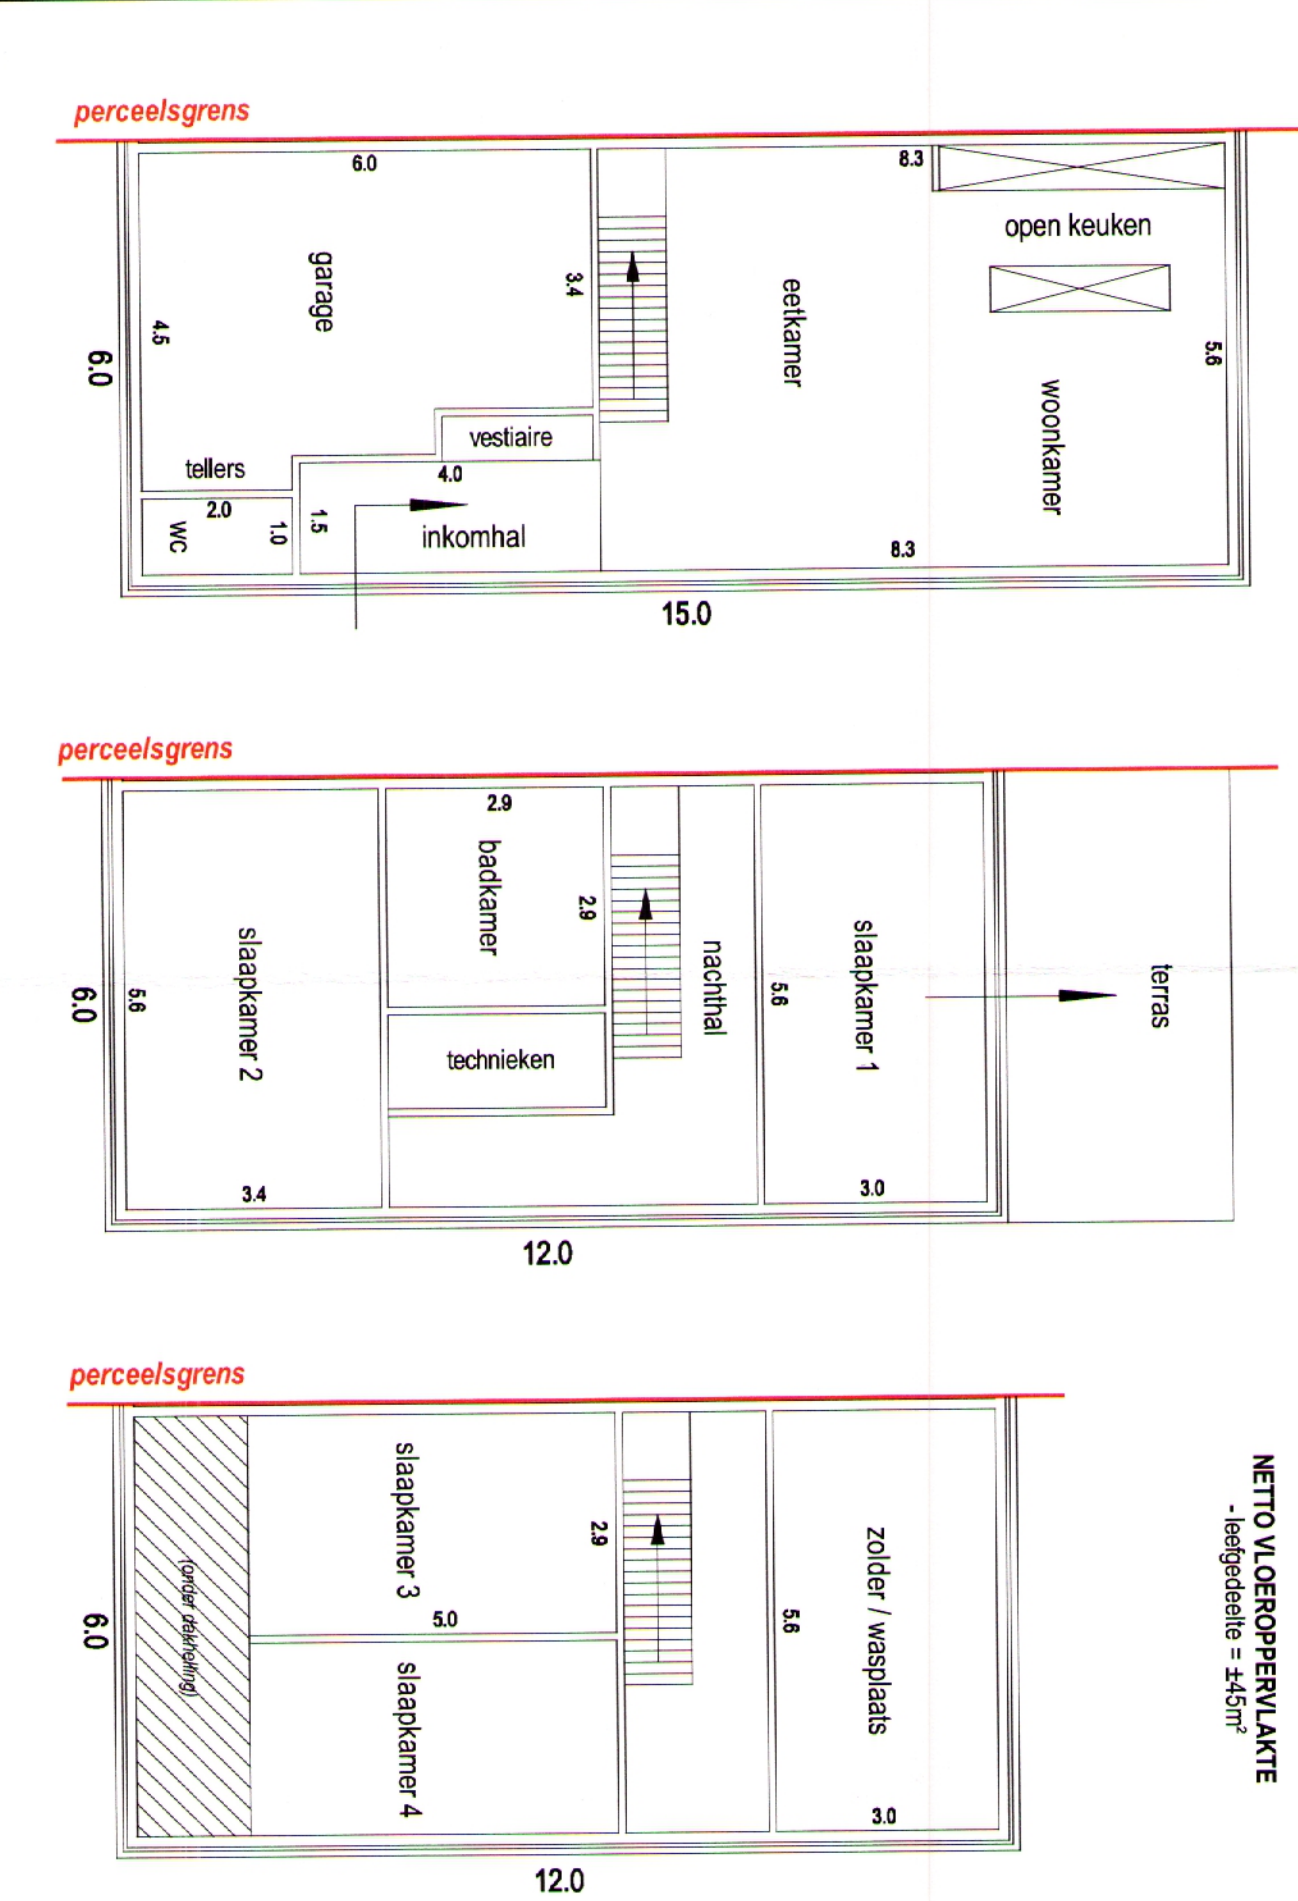 perceelsgrens
6.0
8.3
open keuken
garage
3.4
eetkamer
4.5
5.6
6.0
woonkamer
vestiaire
tellers
4.0
2.0
1.0
1.5
wc
inkomhal
8.3
15.0
perceelsgrens
2.9
badkamer
2.9
slaapkamer 2
nachthal
slaapkamer 1
terras
5.6
5.6
6.0
technieken
3.4
3.0
12.0
perceelsgrens
slaapkamer 3
2.9
zolder / wasplaats
(onder dakhelling)
5.0
5.6
6.0
slaapkamer 4
3.0
12.0
NETTO VLOEROPPERVLAKTE
- leefgedeelte = ±45m²